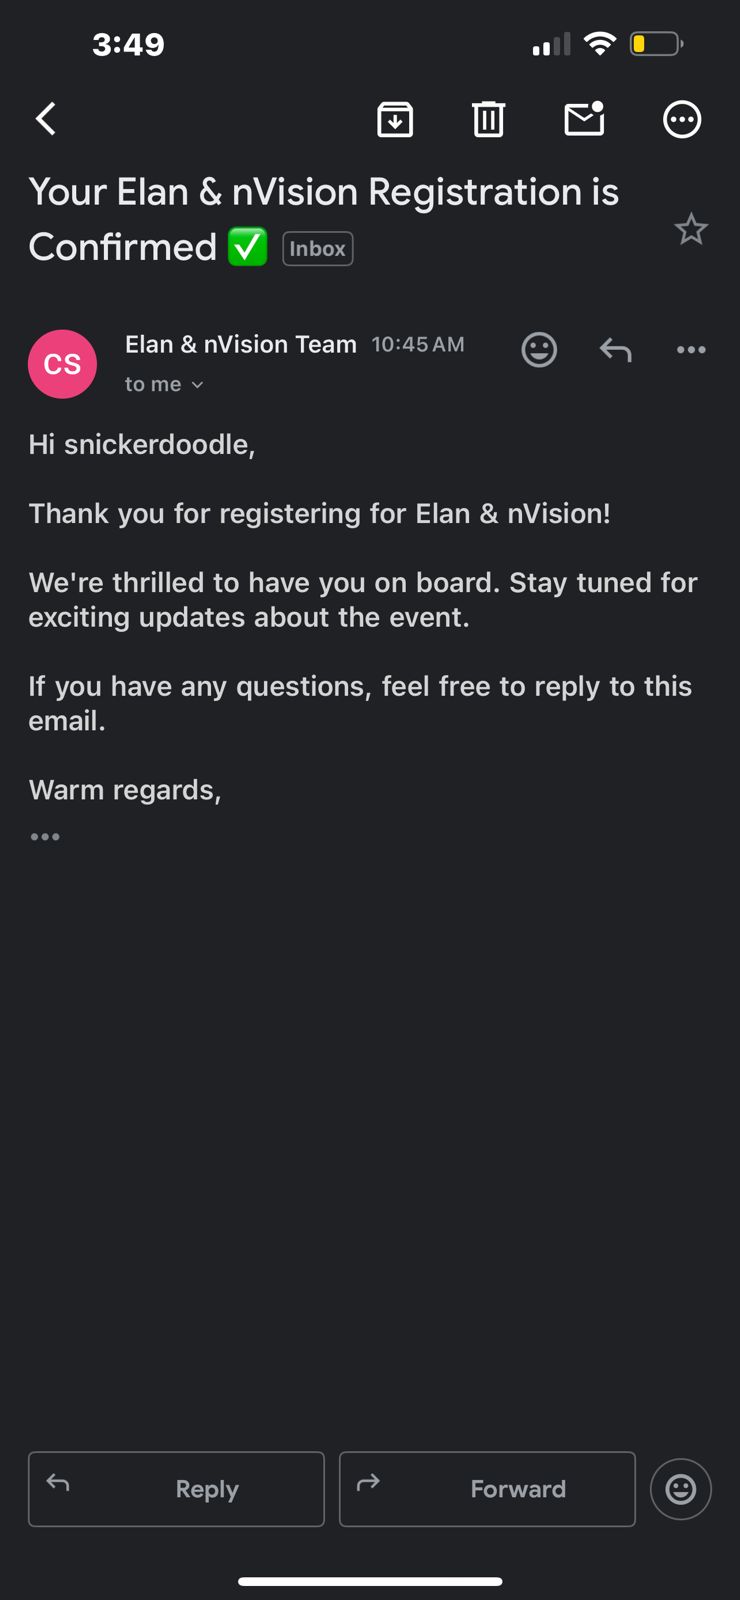 3:49
Your Elan & nVision Registration is
Confirmed ✅ Inbox
CS
Elan & nVision Team 10:45 AM
to me
Hi snickerdoodle,
Thank you for registering for Elan & nVision!
We're thrilled to have you on board. Stay tuned for
exciting updates about the event.
If you have any questions, feel free to reply to this
email.
Warm regards,
Reply
Forward